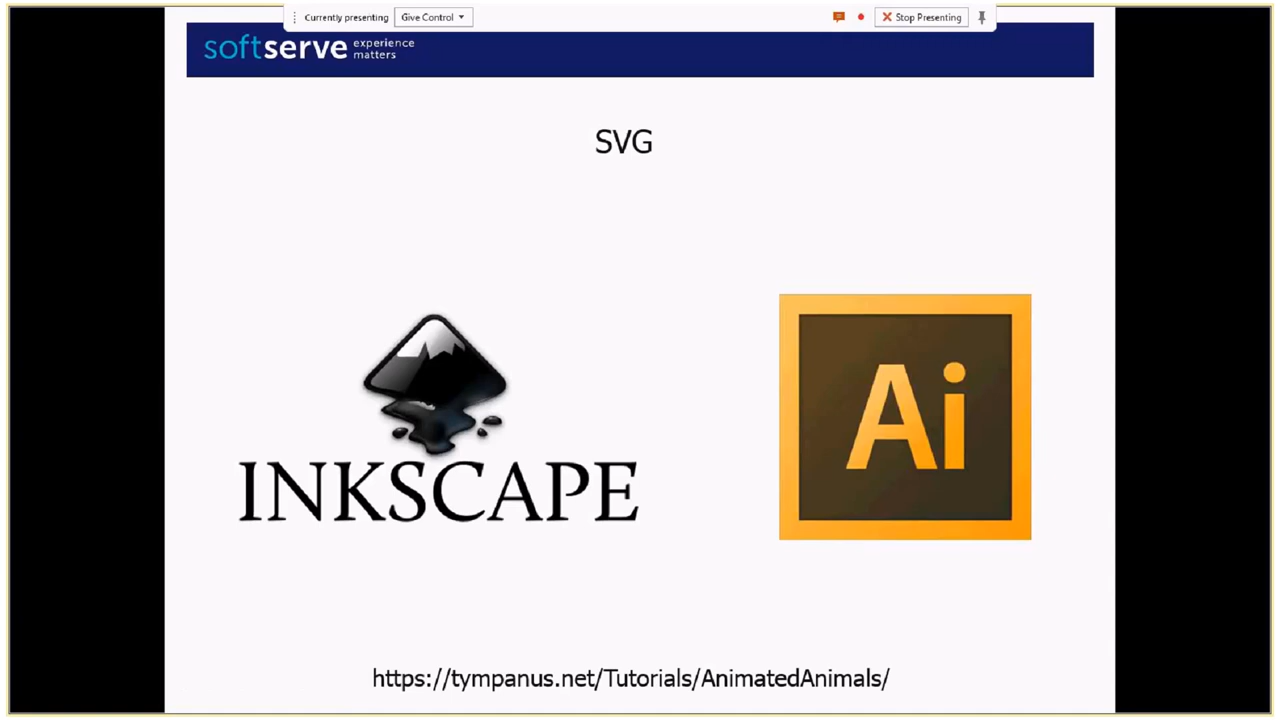 Currently presenting Give Control Stop Presenting
softserve experience matters
SVG
Ai
INKSCAPE
https://tympanus.net/Tutorials/AnimatedAnimals/